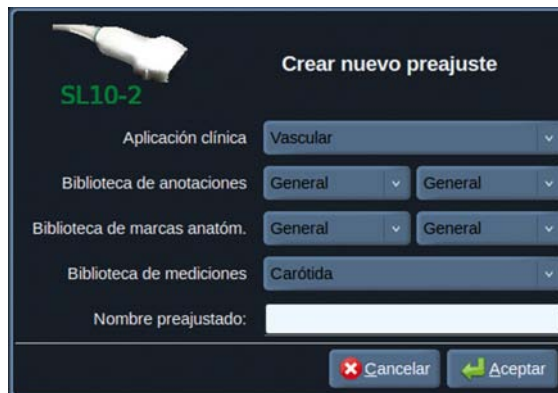 Crear nuevo preajuste
SL10-2
Aplicación clínica Vascular
Biblioteca de anotaciones General General
Biblioteca de marcas anatóm. General General
Biblioteca de mediciones Carótida
Nombre preajustado:
Cancelar Aceptar